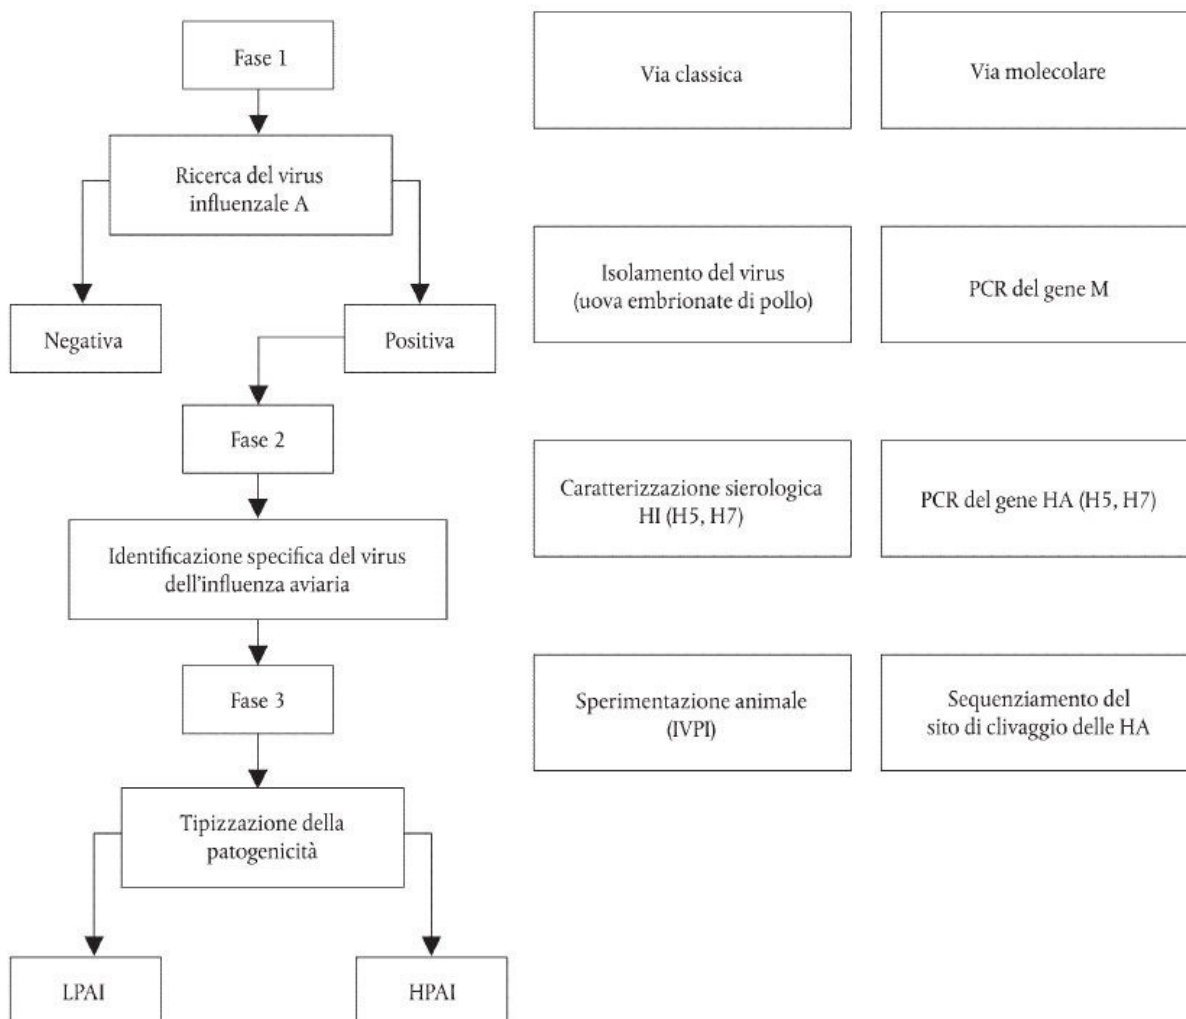 Fase 1
Ricerca del virus
influenzale A
Negativa
Positiva
Fase 2
Identificazione specifica del virus
dell'influenza aviaria
Fase 3
Tipizzazione della
patogenicità
LPAI
HPAI
Via classica
Via molecolare
Isolamento del virus
(uova embrionate di pollo)
PCR del gene M
Caratterizzazione sierologica
HI (H5, H7)
PCR del gene HA (H5, H7)
Sperimentazione animale
(IVPI)
Sequenziamento del
sito di clivaggio delle HA